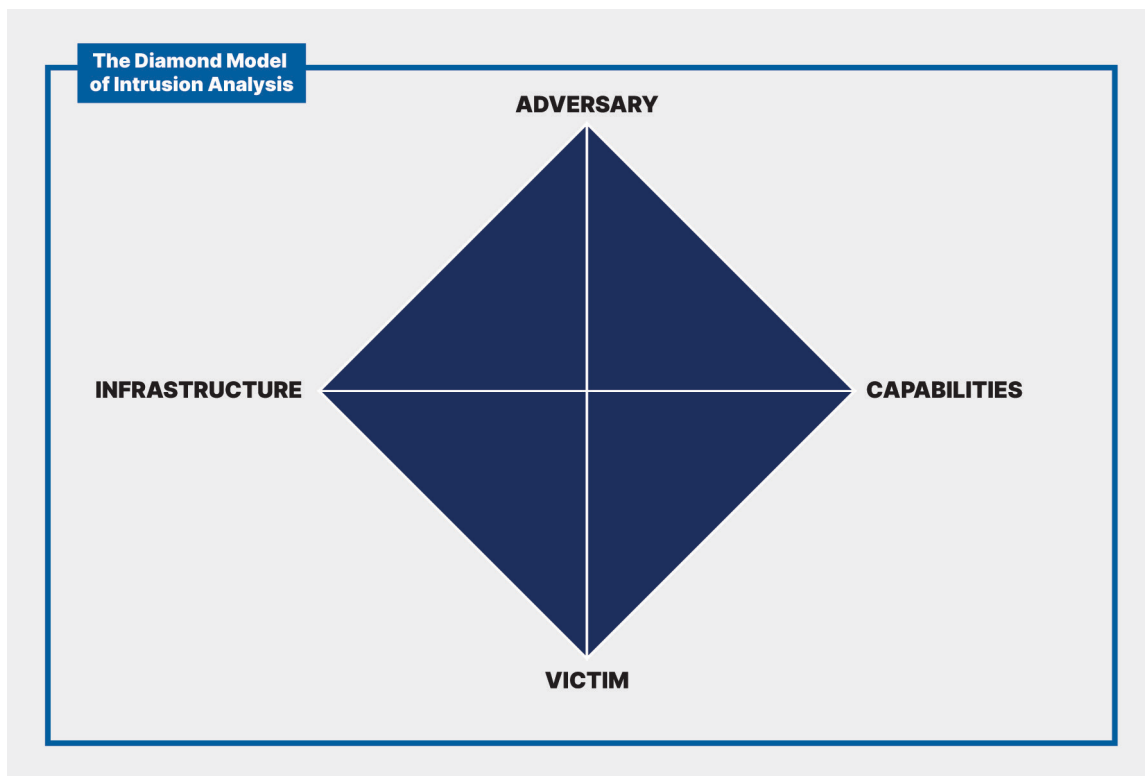 The Diamond Model
of Intrusion Analysis
ADVERSARY
INFRASTRUCTURE
CAPABILITIES
VICTIM